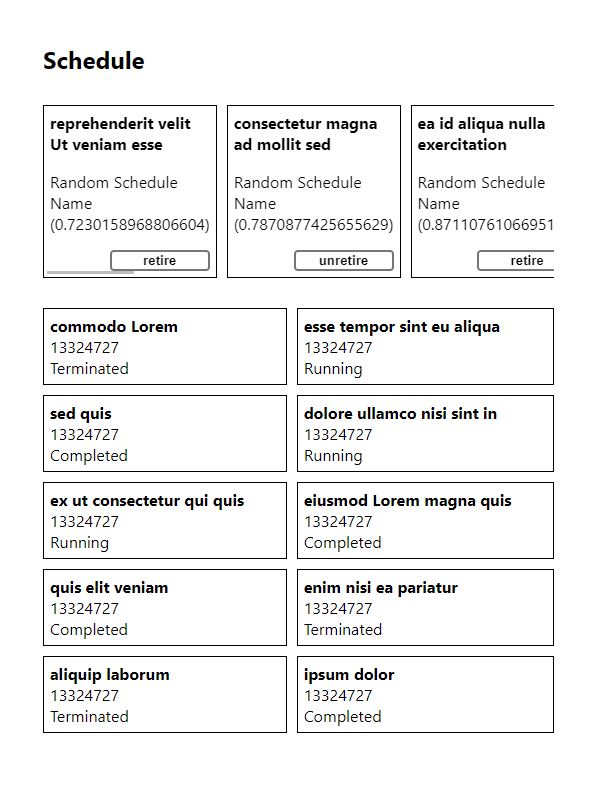 Schedule
reprehenderit velit
Ut veniam esse
Random Schedule
Name
(0.7230158968806604)
retire
consectetur magna
ad mollit sed
Random Schedule
Name
(0.7870877425655629)
unretire
ea id aliqua nulla
exercitation
Random Schedule
Name
(0.87110761066951
retire
commodo Lorem
13324727
Terminated
esse tempor sint eu aliqua
13324727
Running
sed quis
13324727
Completed
dolore ullamco nisi sint in
13324727
Running
ex ut consectetur qui quis
13324727
Running
eiusmod Lorem magna quis
13324727
Completed
quis elit veniam
13324727
Completed
enim nisi ea pariatur
13324727
Terminated
aliquip laborum
13324727
Terminated
ipsum dolor
13324727
Completed